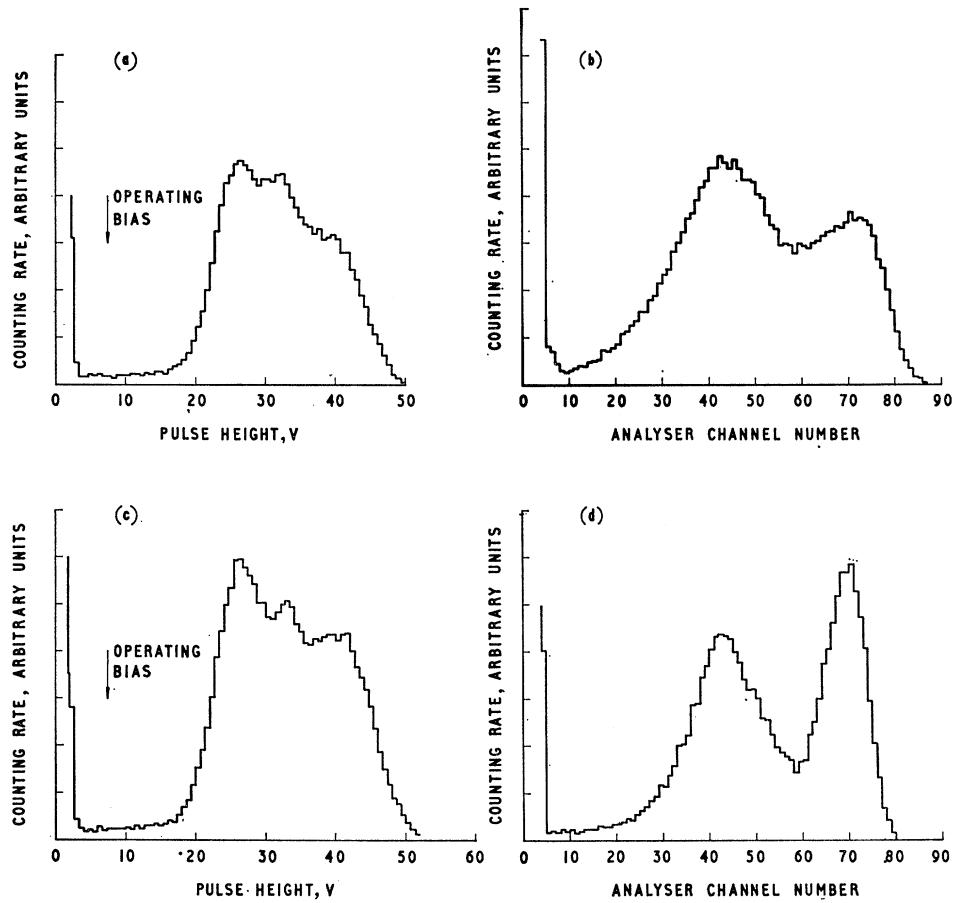 (a)
COUNTING RATE, ARBITRARY UNITS
OPERATING
BIAS
0 10 20 30 40 50
PULSE HEIGHT, V
(b)
COUNTING RATE, ARBITRARY UNITS
0 10 20 30 40 50 60 70 80 90
ANALYSER CHANNEL NUMBER
(c)
COUNTING RATE, ARBITRARY UNITS
OPERATING
BIAS
0 10 20 30 40 50 60
PULSE HEIGHT, V
(d)
COUNTING RATE, ARBITRARY UNITS
0 10 20 30 40 50 60 70 80 90
ANALYSER CHANNEL NUMBER